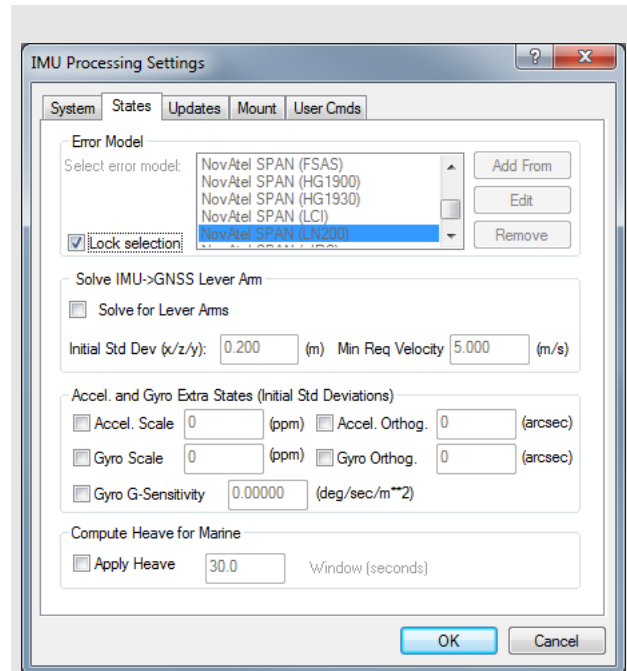 IMU Processing Settings
System States Updates Mount User Cmds
Error Model
Select error model:
NovAtel SPAN (FSAS)
NovAtel SPAN (HG1900)
NovAtel SPAN (HG1930)
NovAtel SPAN (LCI)
NovAtel SPAN (LN200)
Add From
Edit
Remove
Lock selection
Solve IMU->GNSS Lever Arm
Solve for Lever Arms
Initial Std Dev (x/z/y): 0.200 (m) Min Req Velocity 5.000 (m/s)
Accel. and Gyro Extra States (Initial Std Deviations)
Accel. Scale 0 (ppm) Accel. Orthog. 0 (arcsec)
Gyro Scale 0 (ppm) Gyro Orthog. 0 (arcsec)
Gyro G-Sensitivity 0.00000 (deg/sec/m**2)
Compute Heave for Marine
Apply Heave 30.0 Window (seconds)
OK Cancel